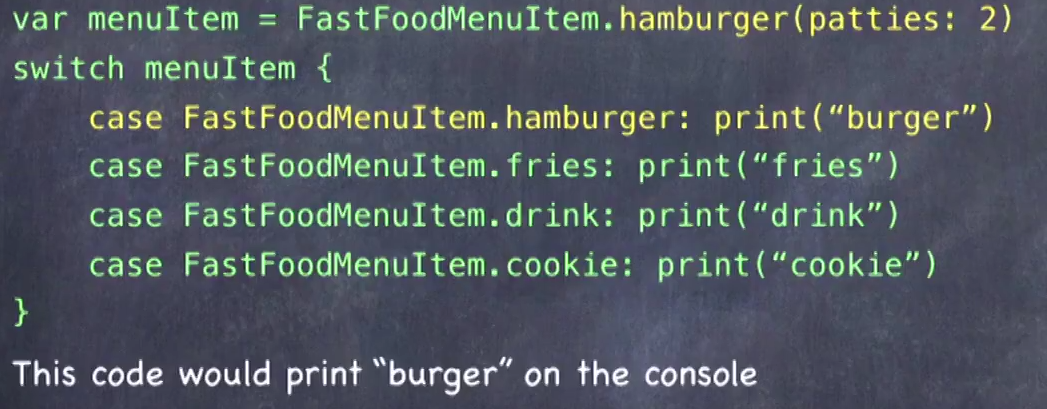 var menuItem = FastFoodMenuItem.hamburger(patties: 2)
switch menuItem {
    case FastFoodMenuItem.hamburger: print(“burger”)
    case FastFoodMenuItem.fries: print(“fries”)
    case FastFoodMenuItem.drink: print(“drink”)
    case FastFoodMenuItem.cookie: print(“cookie”)
}
This code would print “burger” on the console